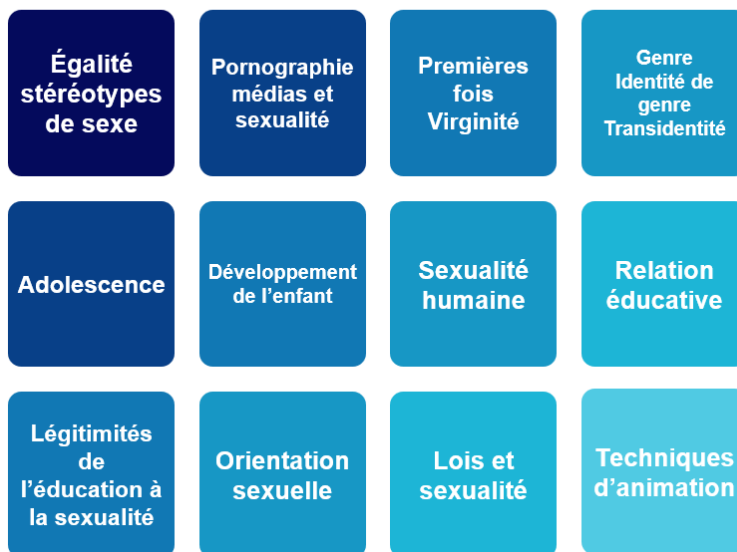 Égalité
stéréotypes
de sexe
Pornographie
médias et
sexualité
Premières
fois
Virginité
Genre
Identité de
genre
Transidentité
Adolescence
Développement
de l’enfant
Sexualité
humaine
Relation
éducative
Légitimités
de
l’éducation à
la sexualité
Orientation
sexuelle
Lois et
sexualité
Techniques
d’animation